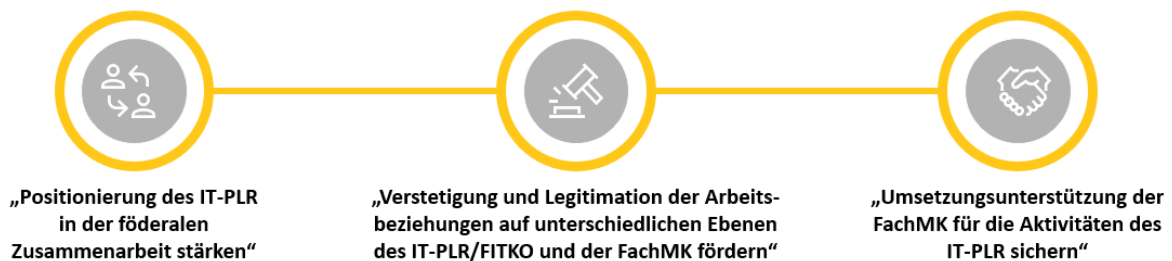 „Positionierung des IT-PLR
in der föderalen
Zusammenarbeit stärken“
„Verstetigung und Legitimation der Arbeits-
beziehungen auf unterschiedlichen Ebenen
des IT-PLR/FITKO und der FachMK fördern“
„Umsetzungsunterstützung der
FachMK für die Aktivitäten des
IT-PLR sichern“